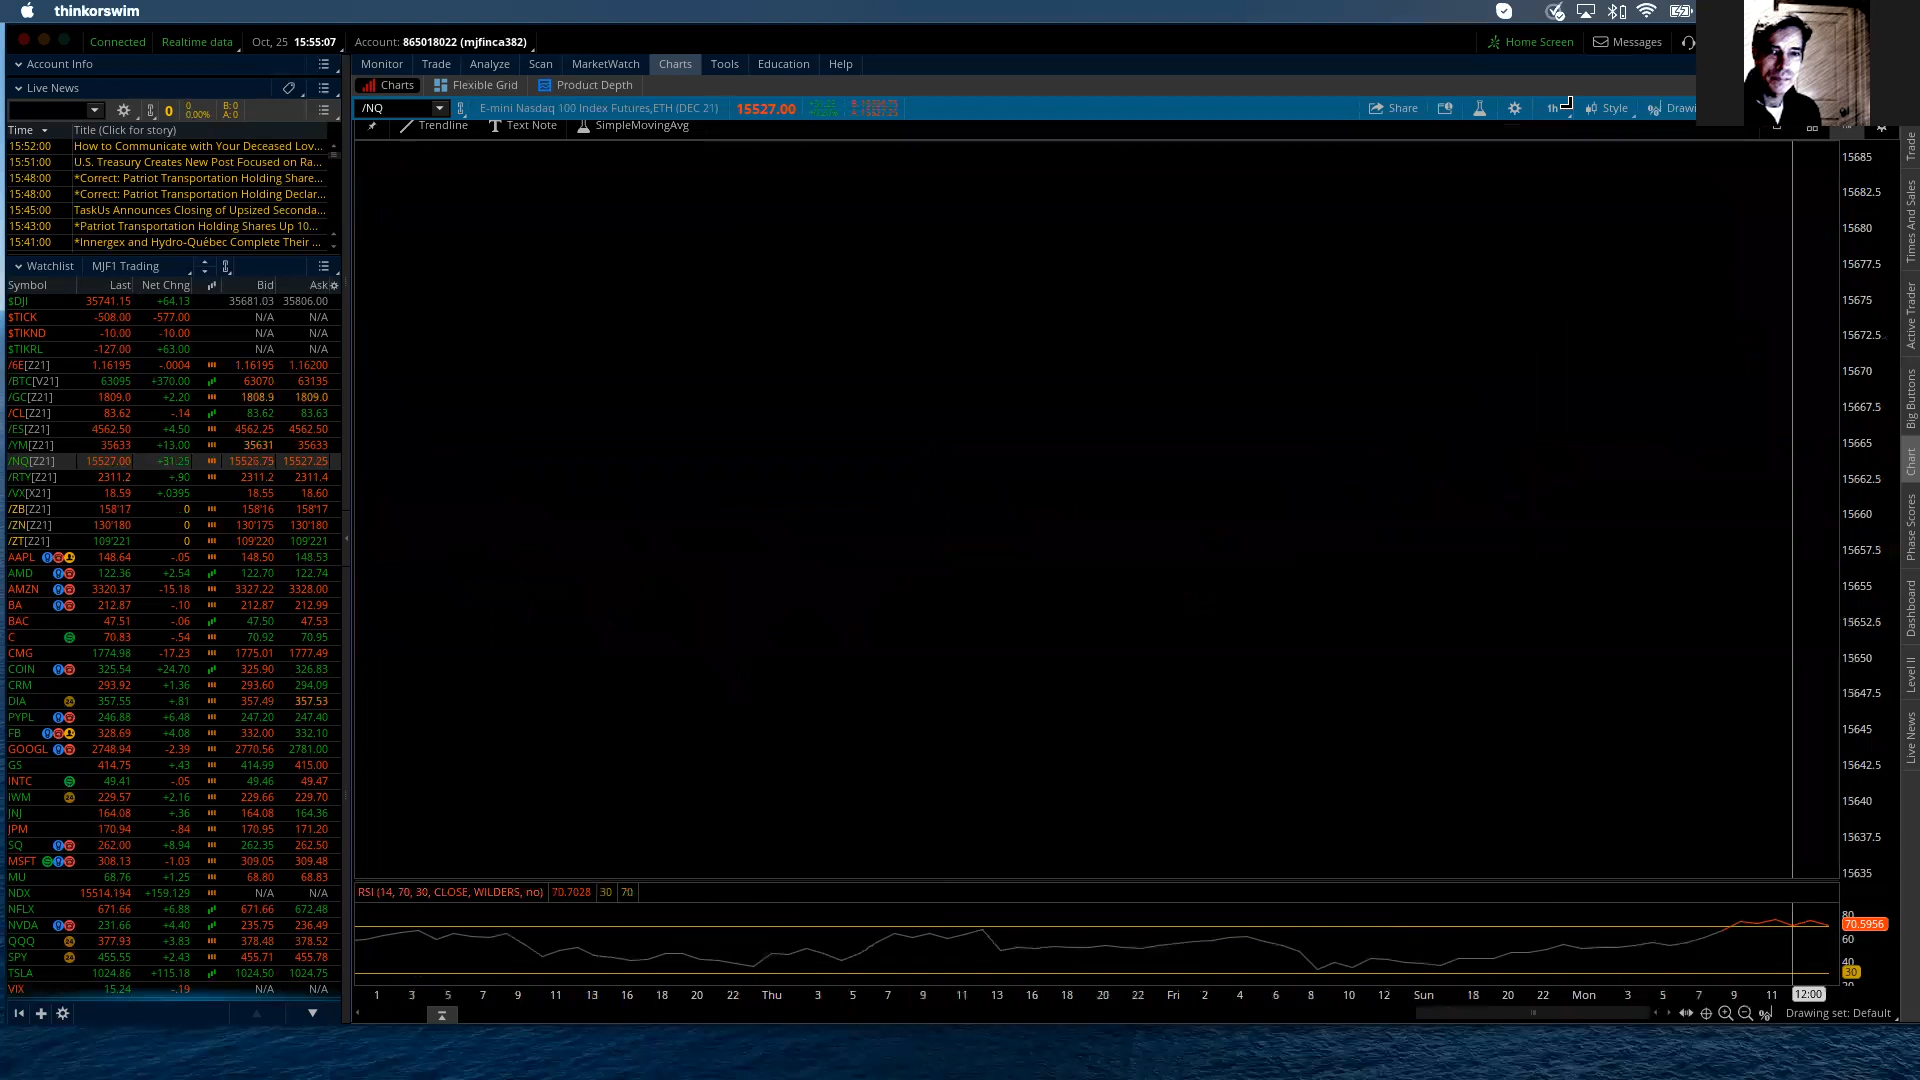 thinkorswim
Connected Realtime data Oct, 25 15:55:07 Account: 865018022 (mjfinca382) Home Screen Messages
Account Info
Monitor Trade Analyze Scan MarketWatch Charts Tools Education Help
Live News
Charts Flexible Grid Product Depth
0 0 0.00% B: 0 A: 0
/NQ E-mini Nasdaq 100 Index Futures,ETH (DEC 21) 15527.00 Share 1h Style Drawi
Trendline Text Note SimpleMovingAvg
Time Title (Click for story)
15:52:00 How to Communicate with Your Deceased Lov...
15:51:00 U.S. Treasury Creates New Post Focused on Ra...
15:48:00 *Correct: Patriot Transportation Holding Share...
15:48:00 *Correct: Patriot Transportation Holding Declar...
15:45:00 TaskUs Announces Closing of Upsized Seconda...
15:43:00 *Patriot Transportation Holding Shares Up 10...
15:41:00 *Innergex and Hydro-Québec Complete Their ...
Watchlist MJF1 Trading
Symbol Last Net Chng Bid Ask
$DJI 35741.15 +64.13 35681.03 35806.00
$TICK -508.00 -577.00 N/A N/A
$TIKND -10.00 -10.00 N/A N/A
$TIKRL -127.00 +63.00 N/A N/A
/6E[Z21] 1.16195 -.0004 1.16195 1.16200
/BTC[V21] 63095 +370.00 63070 63135
/GC[Z21] 1809.0 +2.20 1808.9 1809.0
/CL[Z21] 83.62 -.14 83.62 83.63
/ES[Z21] 4562.50 +4.50 4562.25 4562.50
/YM[Z21] 35633 +13.00 35631 35633
/NQ[Z21] 15527.00 +31.25 15526.75 15527.25
/RTY[Z21] 2311.2 +.90 2311.2 2311.4
/VX[X21] 18.59 +.0395 18.55 18.60
/ZB[Z21] 158'17 0 158'16 158'17
/ZN[Z21] 130'180 0 130'175 130'180
/ZT[Z21] 109'221 0 109'220 109'221
AAPL 148.64 -.05 148.50 148.53
AMD 122.36 +2.54 122.70 122.74
AMZN 3320.37 -15.18 3327.22 3328.00
BA 212.87 -.10 212.87 212.99
BAC 47.51 -.06 47.50 47.53
C 70.83 -.54 70.92 70.95
CMG 1774.98 -17.23 1775.01 1777.49
COIN 325.54 +24.70 325.90 326.83
CRM 293.92 +1.36 293.60 294.09
DIA 357.55 +.81 357.49 357.53
PYPL 246.88 +6.48 247.20 247.40
FB 328.69 +4.08 332.00 332.10
GOOGL 2748.94 -2.39 2770.56 2781.00
GS 414.75 +.43 414.99 415.00
INTC 49.41 -.05 49.46 49.47
IWM 229.57 +2.16 229.66 229.70
JNJ 164.08 +.36 164.08 164.36
JPM 170.94 -.84 170.95 171.20
SQ 262.00 +8.94 262.35 262.50
MSFT 308.13 -1.03 309.05 309.48
MU 68.76 +1.25 68.80 68.83
NDX 15514.194 +159.129 N/A N/A
NFLX 671.66 +6.88 671.66 672.48
NVDA 231.66 +4.40 235.75 236.49
QQQ 377.93 +3.83 378.48 378.52
SPY 455.55 +2.43 455.71 455.78
TSLA 1024.86 +115.18 1024.50 1024.75
VIX 15.24 -.19 N/A N/A
15685
15682.5
15680
15677.5
15675
15672.5
15670
15667.5
15665
15662.5
15660
15657.5
15655
15652.5
15650
15647.5
15645
15642.5
15640
15637.5
15635
RSI (14, 70, 30, CLOSE, WILDERS, no) 70.7028 30 70
80
70.5956
60
40
30
20
1 3 5 7 9 11 13 16 18 20 22 Thu 3 5 7 9 11 13 16 18 20 22 Fri 2 4 6 8 10 12 Sun 18 20 22 Mon 3 5 7 9 11 12:00
Drawing set: Default
Trade
Times And Sales
Active Trader
Big Buttons
Chart
Phase Scores
Dashboard
Level II
Live News